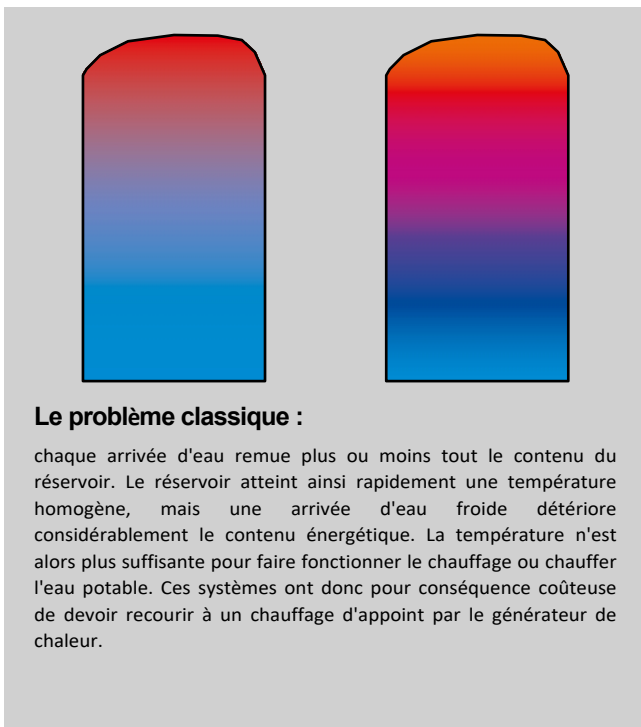 Le problème classique :
chaque arrivée d'eau remue plus ou moins tout le contenu du
réservoir. Le réservoir atteint ainsi rapidement une température
homogène, mais une arrivée d'eau froide détériore
considérablement le contenu énergétique. La température n'est
alors plus suffisante pour faire fonctionner le chauffage ou chauffer
l'eau potable. Ces systèmes ont donc pour conséquence coûteuse
de devoir recourir à un chauffage d'appoint par le générateur de
chaleur.